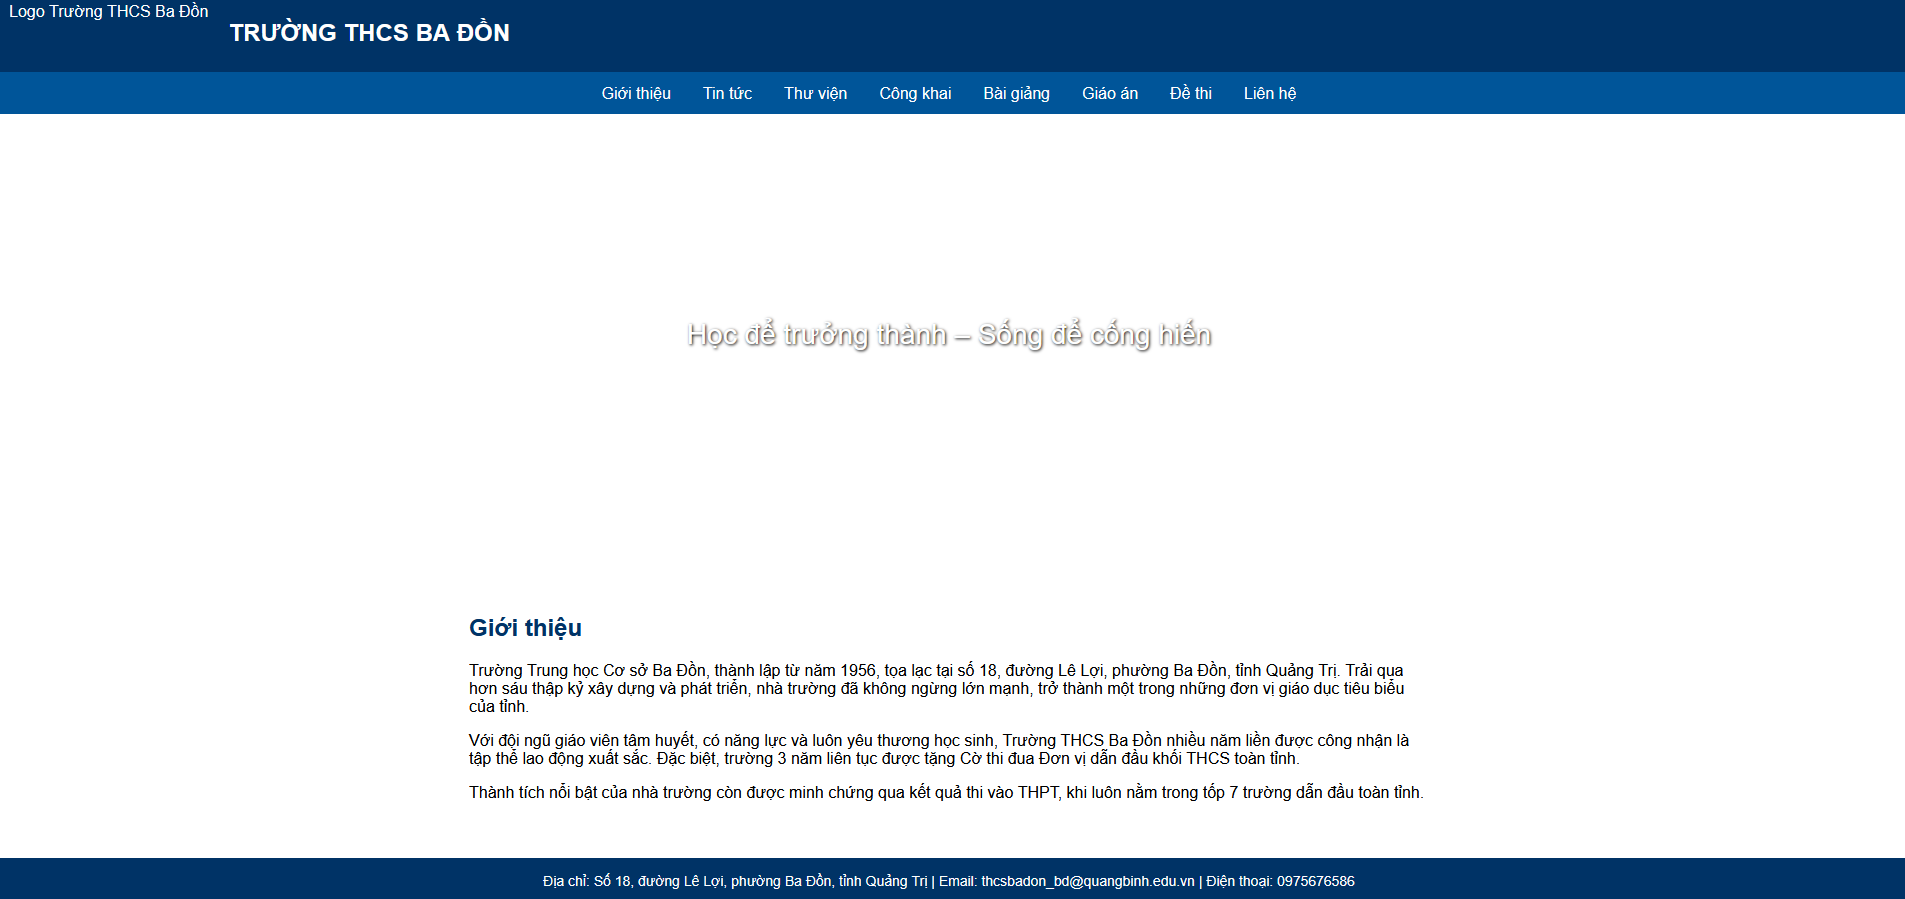 Logo Trường THCS Ba Đồn
TRƯỜNG THCS BA ĐỒN
Giới thiệu Tin tức Thư viện Công khai Bài giảng Giáo án Đề thi Liên hệ
Học để trưởng thành – Sống để cống hiến
Giới thiệu
Trường Trung học Cơ sở Ba Đồn, thành lập từ năm 1956, tọa lạc tại số 18, đường Lê Lợi, phường Ba Đồn, tỉnh Quảng Trị. Trải qua
hơn sáu thập kỷ xây dựng và phát triển, nhà trường đã không ngừng lớn mạnh, trở thành một trong những đơn vị giáo dục tiêu biểu
của tỉnh.
Với đội ngũ giáo viên tâm huyết, có năng lực và luôn yêu thương học sinh, Trường THCS Ba Đồn nhiều năm liền được công nhận là
tập thể lao động xuất sắc. Đặc biệt, trường 3 năm liên tục được tặng Cờ thi đua Đơn vị dẫn đầu khối THCS toàn tỉnh.
Thành tích nổi bật của nhà trường còn được minh chứng qua kết quả thi vào THPT, khi luôn nằm trong tốp 7 trường dẫn đầu toàn tỉnh.
Địa chỉ: Số 18, đường Lê Lợi, phường Ba Đồn, tỉnh Quảng Trị | Email: thcsbadon_bd@quangbinh.edu.vn | Điện thoại: 0975676586